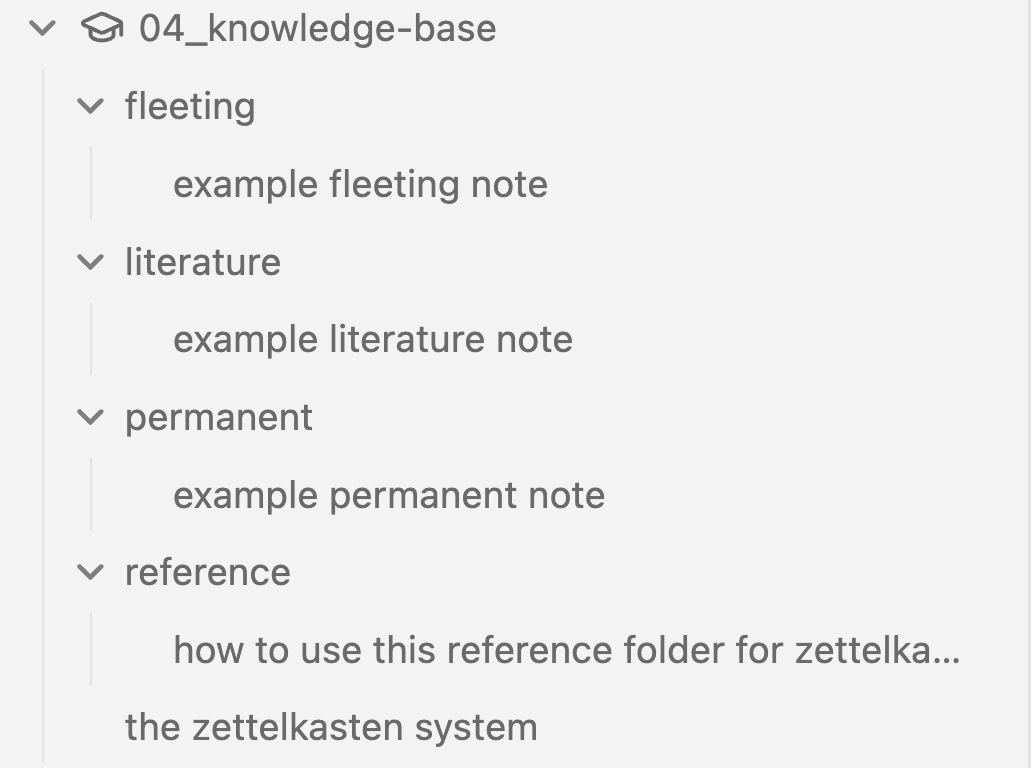 04_knowledge-base
fleeting
example fleeting note
literature
example literature note
permanent
example permanent note
reference
how to use this reference folder for zettelka...
the zettelkasten system